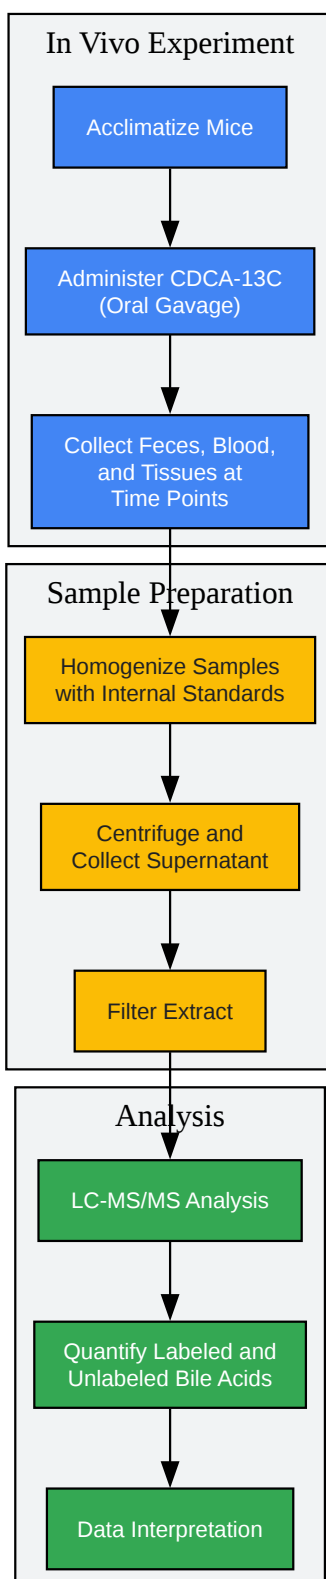 In Vivo Experiment
Acclimatize Mice
Administer CDCA-13C
(Oral Gavage)
Collect Feces, Blood,
and Tissues at
Time Points
Sample Preparation
Homogenize Samples
with Internal Standards
Centrifuge and
Collect Supernatant
Filter Extract
Analysis
LC-MS/MS Analysis
Quantify Labeled and
Unlabeled Bile Acids
Data Interpretation